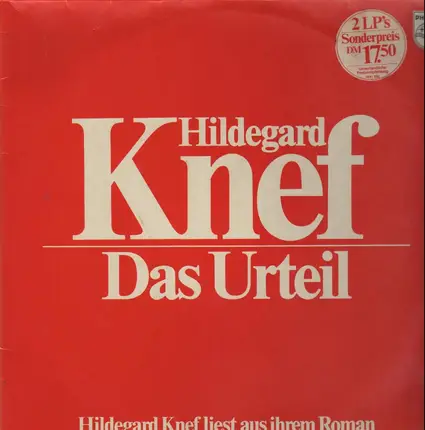 2 LP's
Sonderpreis
DM 17.50
Hildegard
Knef
Das Urteil
Hildegard Knef liest aus ihrem Roman